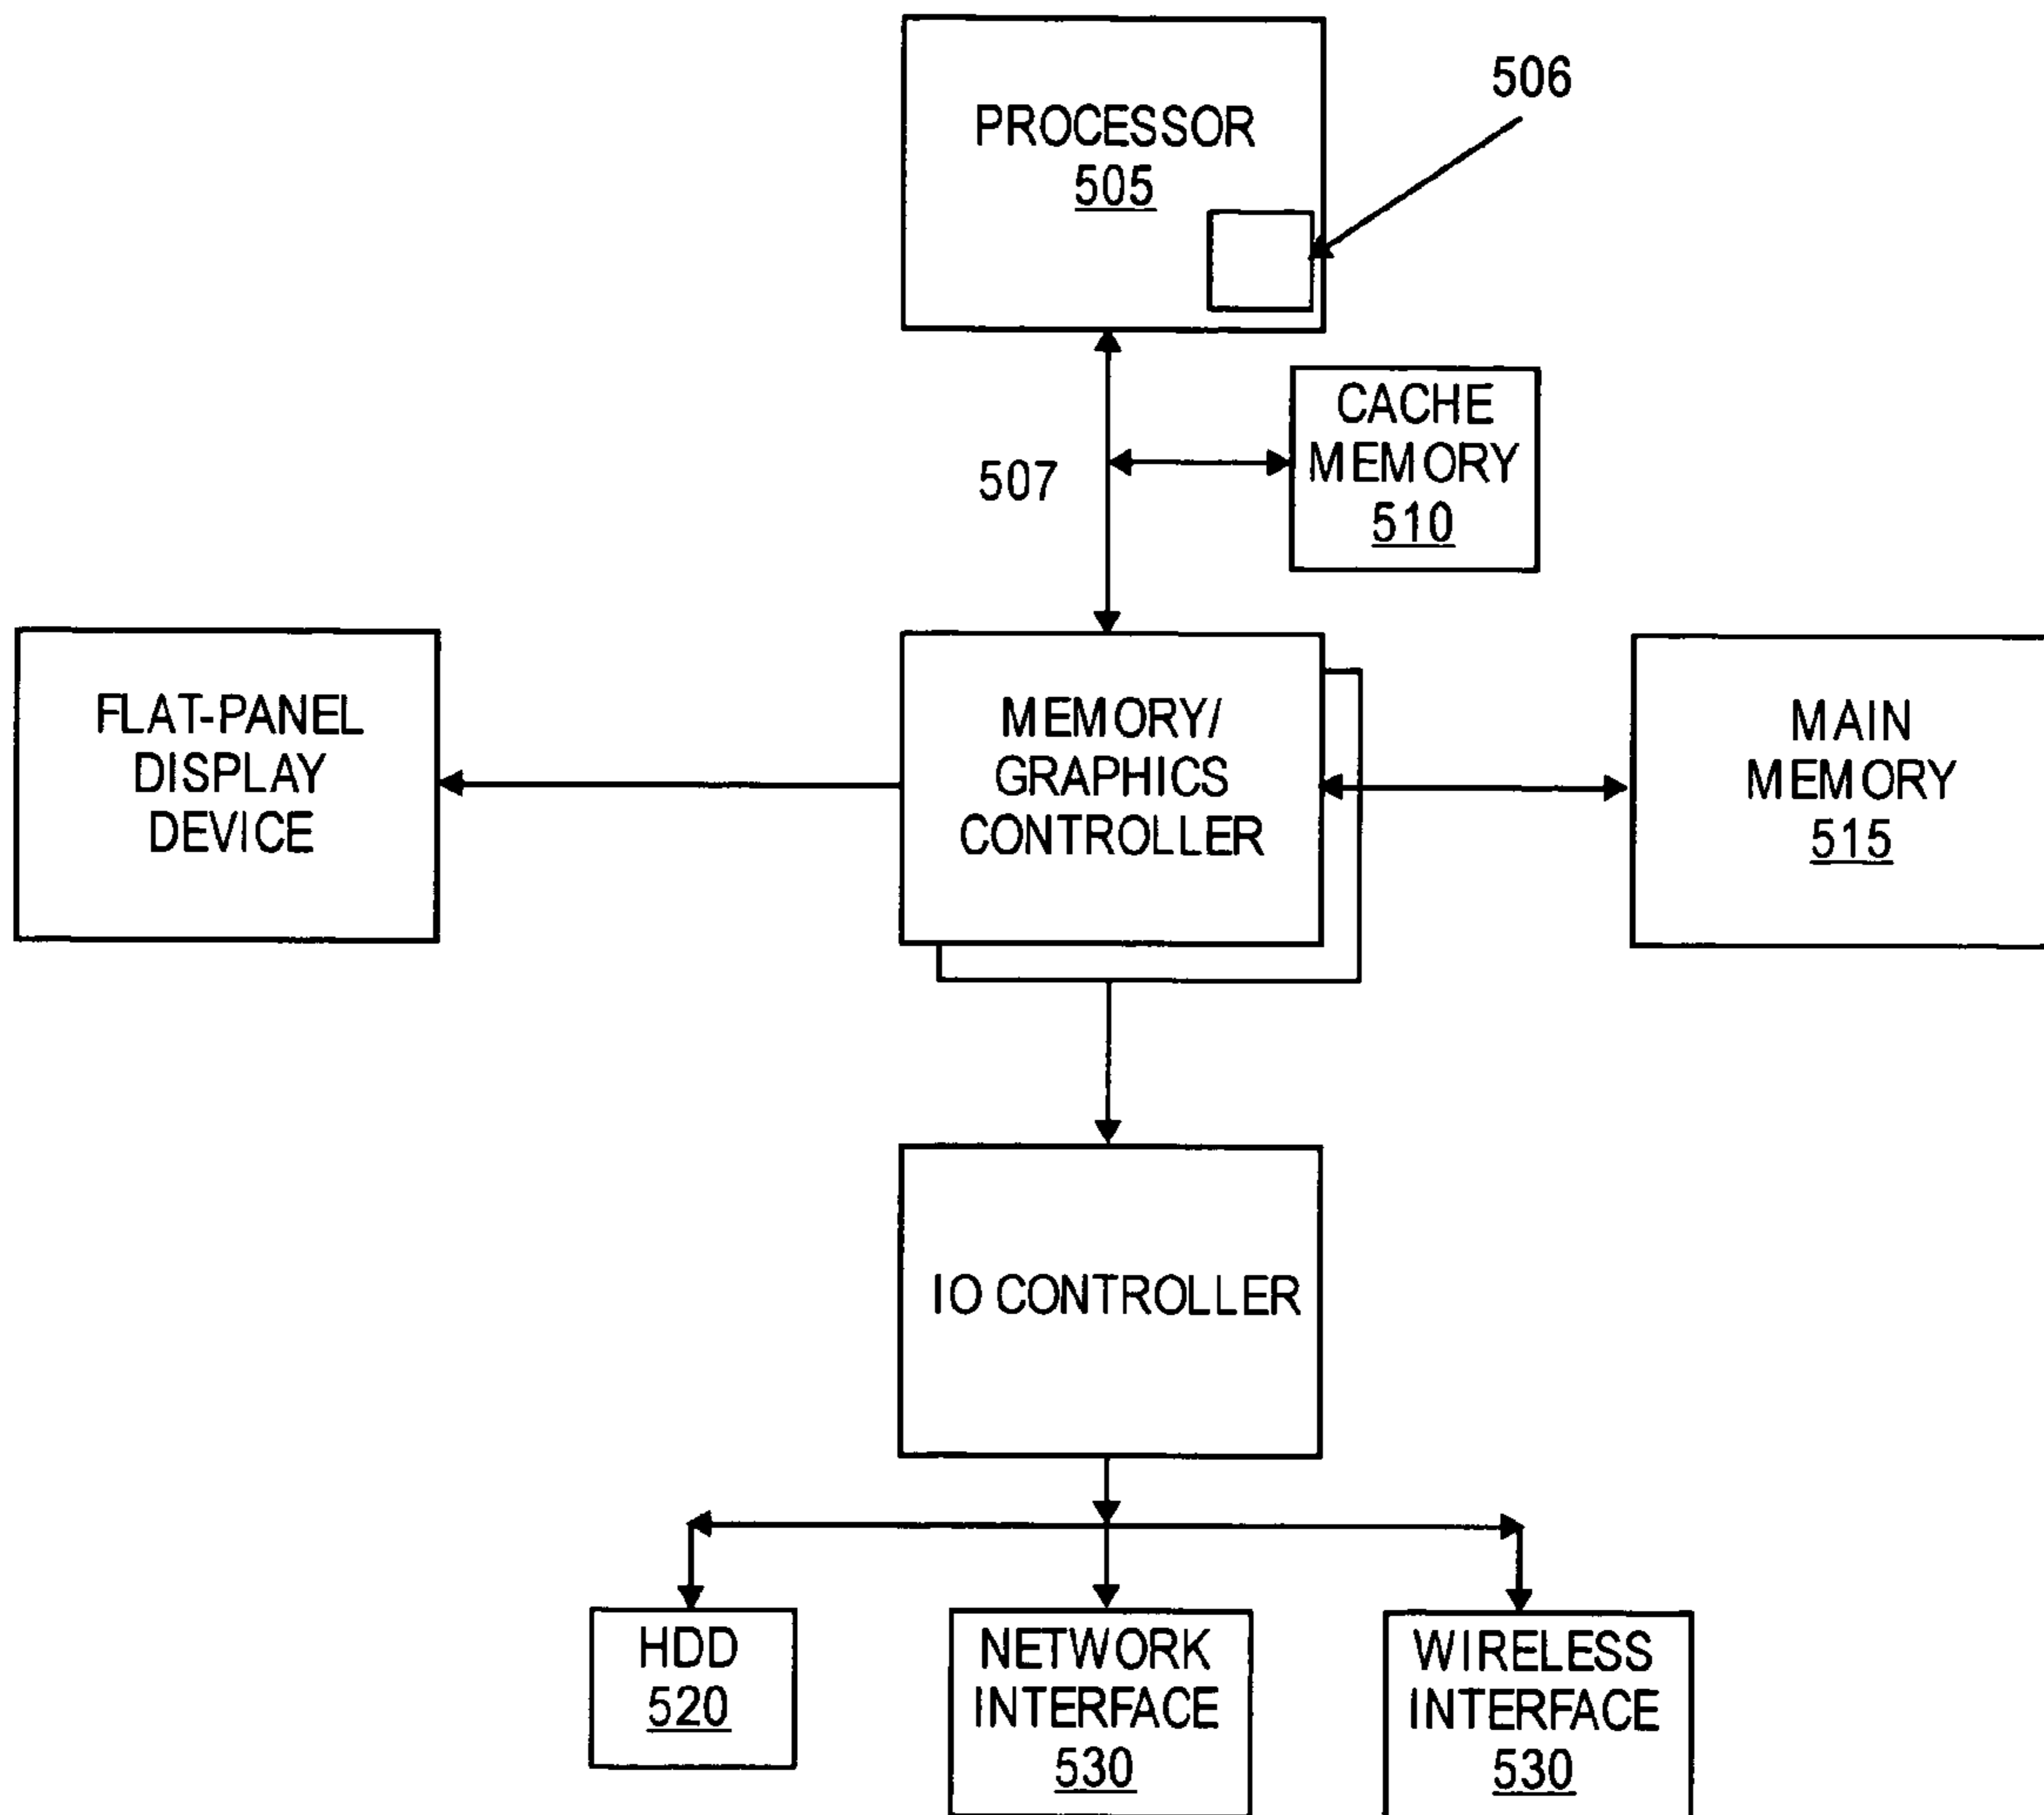 PROCESSOR
505
506
507
CACHE
MEMORY
510
FLAT-PANEL
DISPLAY
DEVICE
MEMORY/
GRAPHICS
CONTROLLER
MAIN
MEMORY
515
IO CONTROLLER
HDD
520
NETWORK
INTERFACE
530
WIRELESS
INTERFACE
530